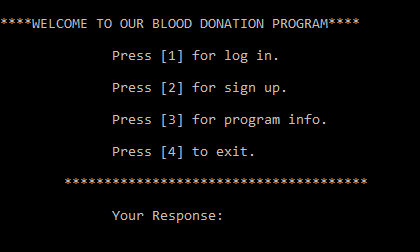 ****WELCOME TO OUR BLOOD DONATION PROGRAM****
Press [1] for log in.
Press [2] for sign up.
Press [3] for program info.
Press [4] to exit.
**************************************
Your Response: